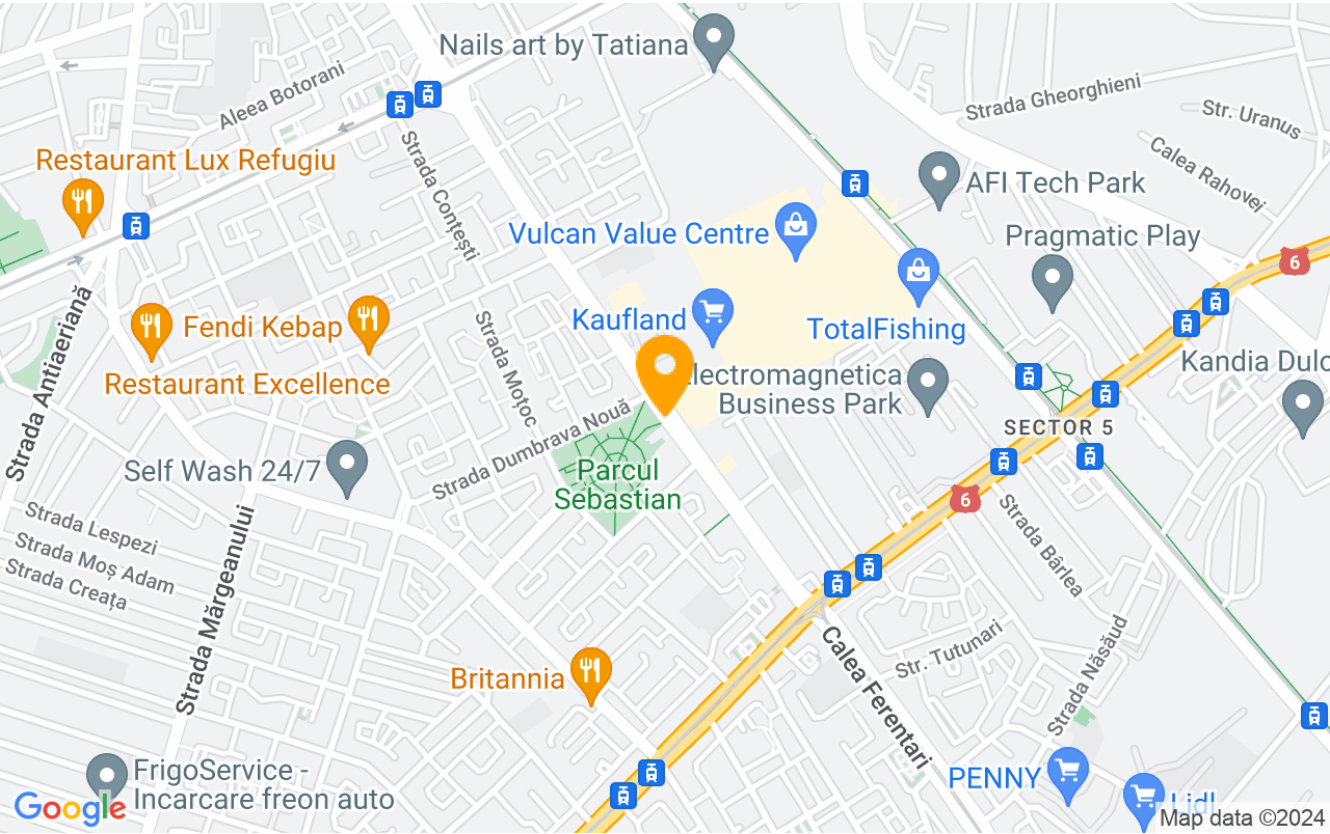 Nails art by Tatiana
Aleea Botorani
Strada Gheorghieni
Str. Uranus
Calea Rahovei
Restaurant Lux Refugiu
Strada Conțești
AFI Tech Park
Vulcan Value Centre
Pragmatic Play
6
Strada Antiaeriană
Fendi Kebap
Kaufland
TotalFishing
Strada Moțoc
Restaurant Excellence
lectromagnetica
Business Park
Kandia Dulc
SECTOR 5
Strada Dumbrava Nouă
Self Wash 24/7
Parcul
Sebastian
6
Strada Lespezi
Strada Moș Adam
Strada Creața
Strada Mărgeanului
Strada Bârlea
Calea Ferentari
Str. Tutunari
Strada Năsăud
Britannia
FrigoService -
Incarcare freon auto
PENNY
Lidl
Google
Map data ©2024